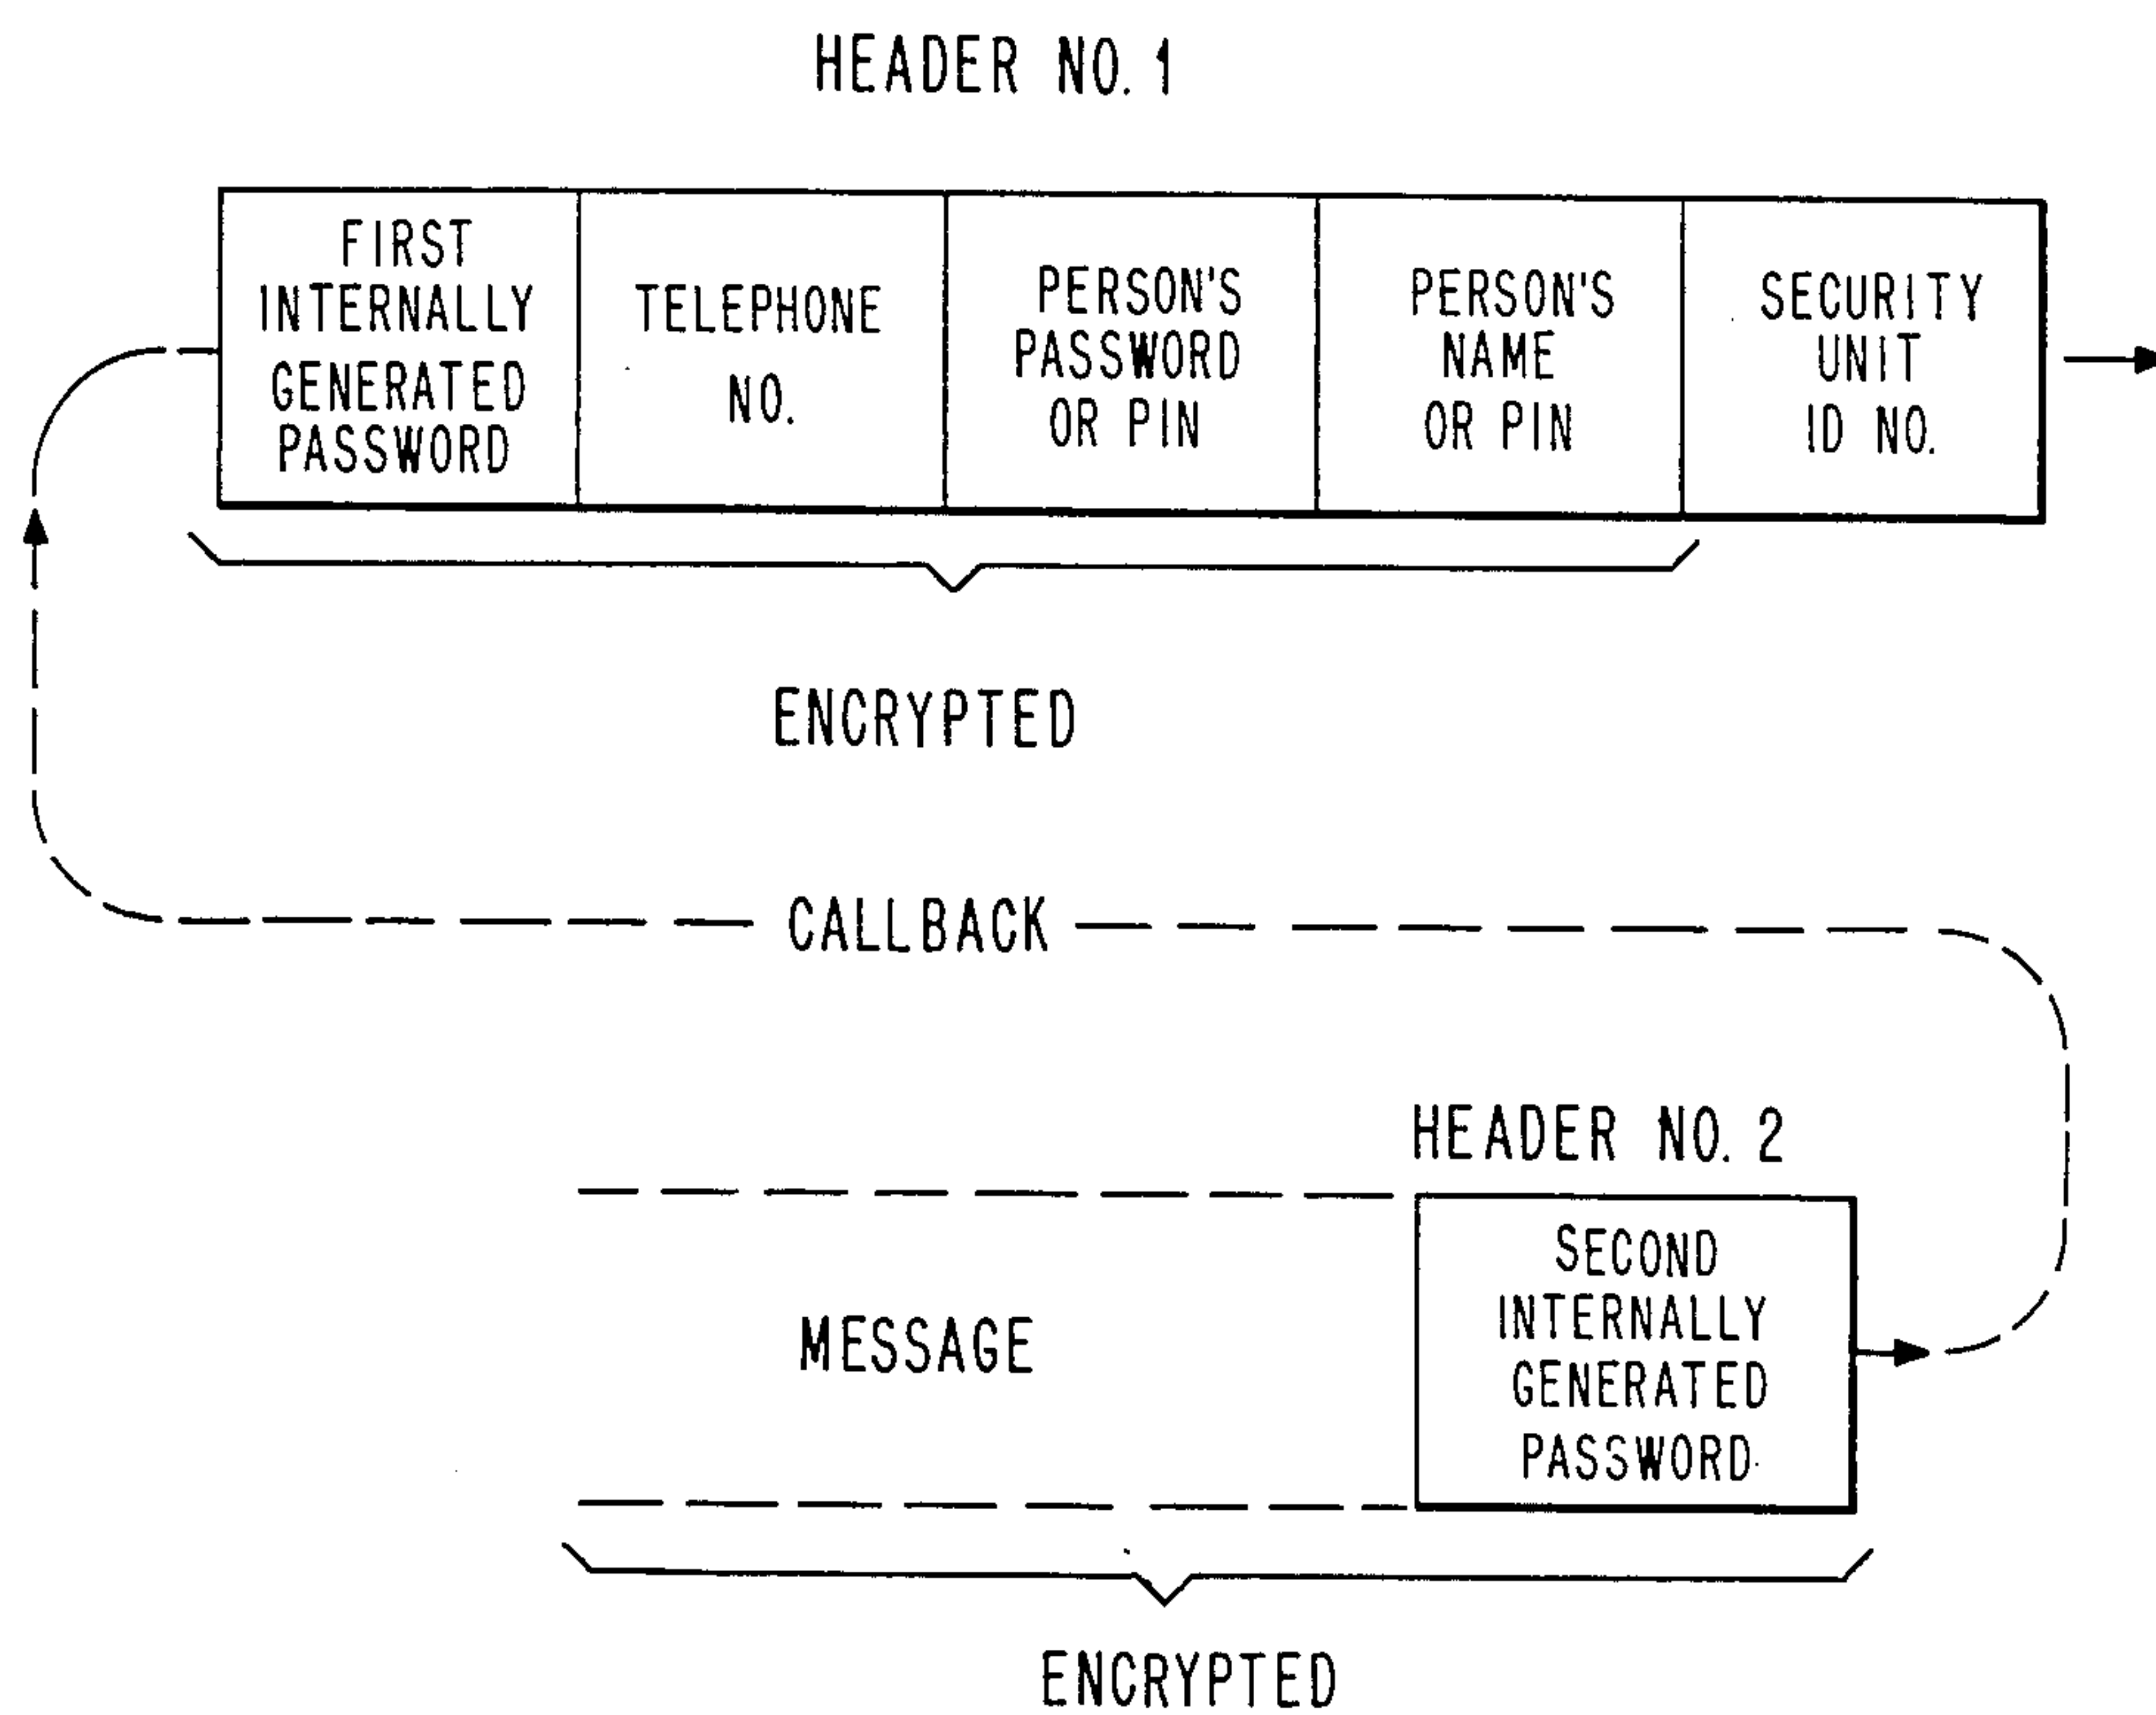 HEADER NO. 1
FIRST
INTERNALLY
GENERATED
PASSWORD
TELEPHONE
NO.
PERSON'S
PASSWORD
OR PIN
PERSON'S
NAME
OR PIN
SECURITY
UNIT
ID NO.
ENCRYPTED
CALLBACK
HEADER NO. 2
MESSAGE
SECOND
INTERNALLY
GENERATED
PASSWORD
ENCRYPTED